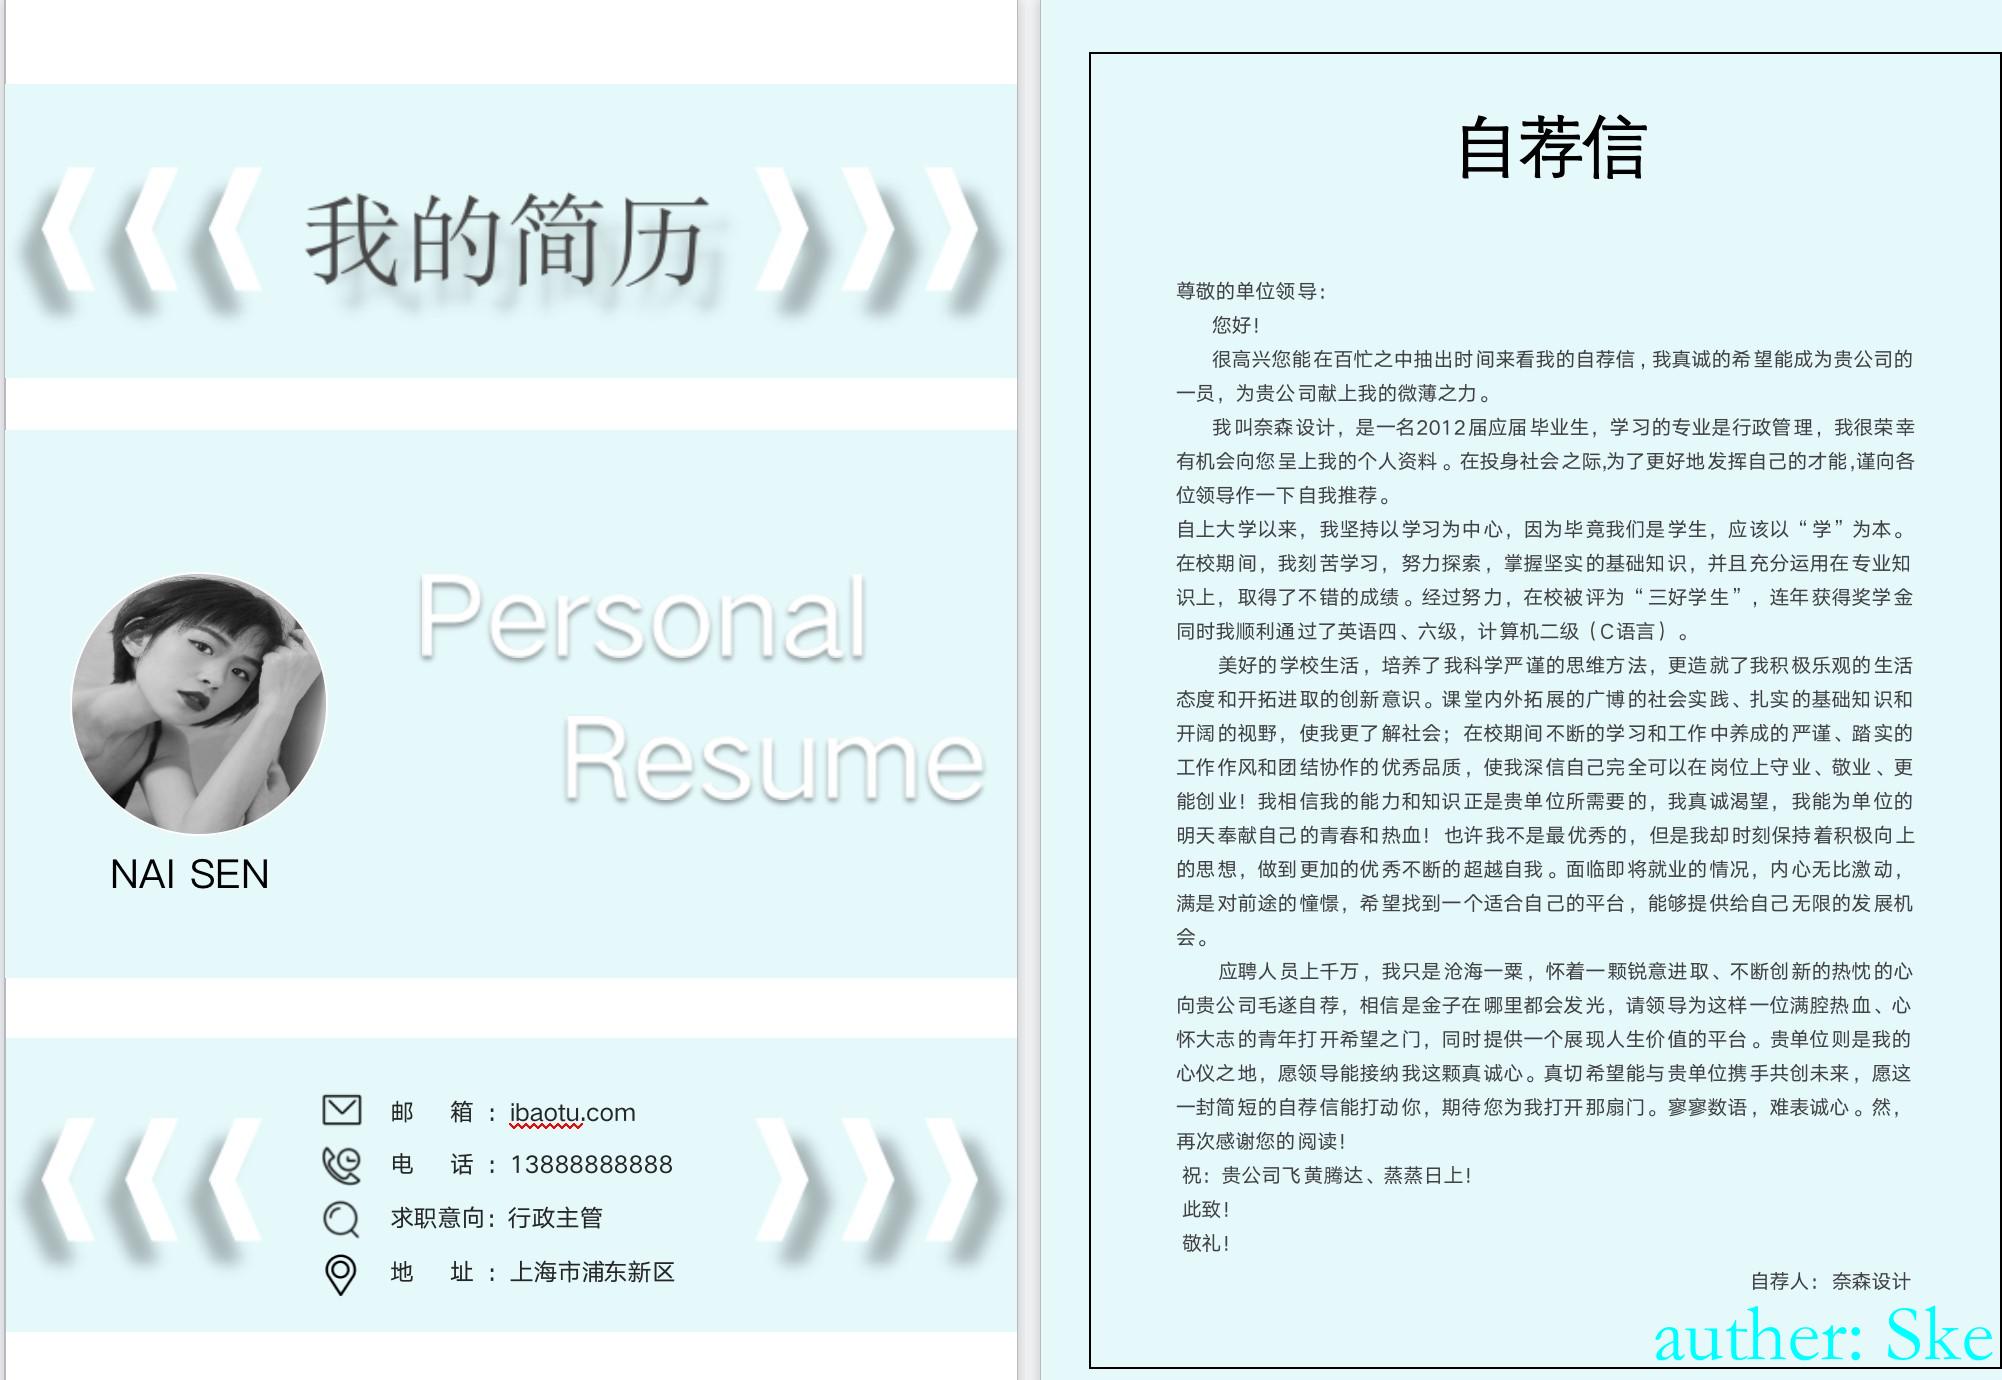 我的简历
Personal
Resume
NAI SEN
邮 箱 : ibaotu.com
电 话 : 13888888888
求职意向: 行政主管
地 址 : 上海市浦东新区
自荐信
尊敬的单位领导:
您好!
很高兴您能在百忙之中抽出时间来看我的自荐信,我真诚的希望能成为贵公司的
一员，为贵公司献上我的微薄之力。
我叫奈森设计，是一名2012届应届毕业生，学习的专业是行政管理，我很荣幸
有机会向您呈上我的个人资料。在投身社会之际,为了更好地发挥自己的才能,谨向各
位领导作一下自我推荐。
自上大学以来，我坚持以学习为中心，因为毕竟我们是学生，应该以“学”为本。
在校期间，我刻苦学习，努力探索，掌握坚实的基础知识，并且充分运用在专业知
识上，取得了不错的成绩。经过努力，在校被评为“三好学生”，连年获得奖学金
同时我顺利通过了英语四、六级，计算机二级（C语言）。
美好的学校生活，培养了我科学严谨的思维方法，更造就了我积极乐观的生活
态度和开拓进取的创新意识。课堂内外拓展的广博的社会实践、扎实的基础知识和
开阔的视野，使我更了解社会；在校期间不断的学习和工作中养成的严谨、踏实的
工作作风和团结协作的优秀品质，使我深信自己完全可以在岗位上守业、敬业、更
能创业！我相信我的能力和知识正是贵单位所需要的，我真诚渴望，我能为单位的
明天奉献自己的青春和热血！也许我不是最优秀的，但是我却时刻保持着积极向上
的思想，做到更加的优秀不断的超越自我。面临即将就业的情况，内心无比激动，
满是对前途的憧憬，希望找到一个适合自己的平台，能够提供给自己无限的发展机
会。
应聘人员上千万，我只是沧海一粟，怀着一颗锐意进取、不断创新的热忱的心
向贵公司毛遂自荐，相信是金子在哪里都会发光，请领导为这样一位满腔热血、心
怀大志的青年打开希望之门，同时提供一个展现人生价值的平台。贵单位则是我的
心仪之地，愿领导能接纳我这颗真诚心。真切希望能与贵单位携手共创未来，愿这
一封简短的自荐信能打动你，期待您为我打开那扇门。寥寥数语，难表诚心。然，
再次感谢您的阅读!
祝：贵公司飞黄腾达、蒸蒸日上!
此致!
敬礼!
自荐人：奈森设计
auther: Ske